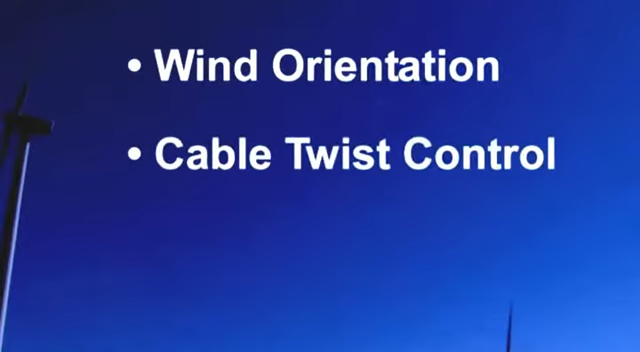 • Wind Orientation
• Cable Twist Control